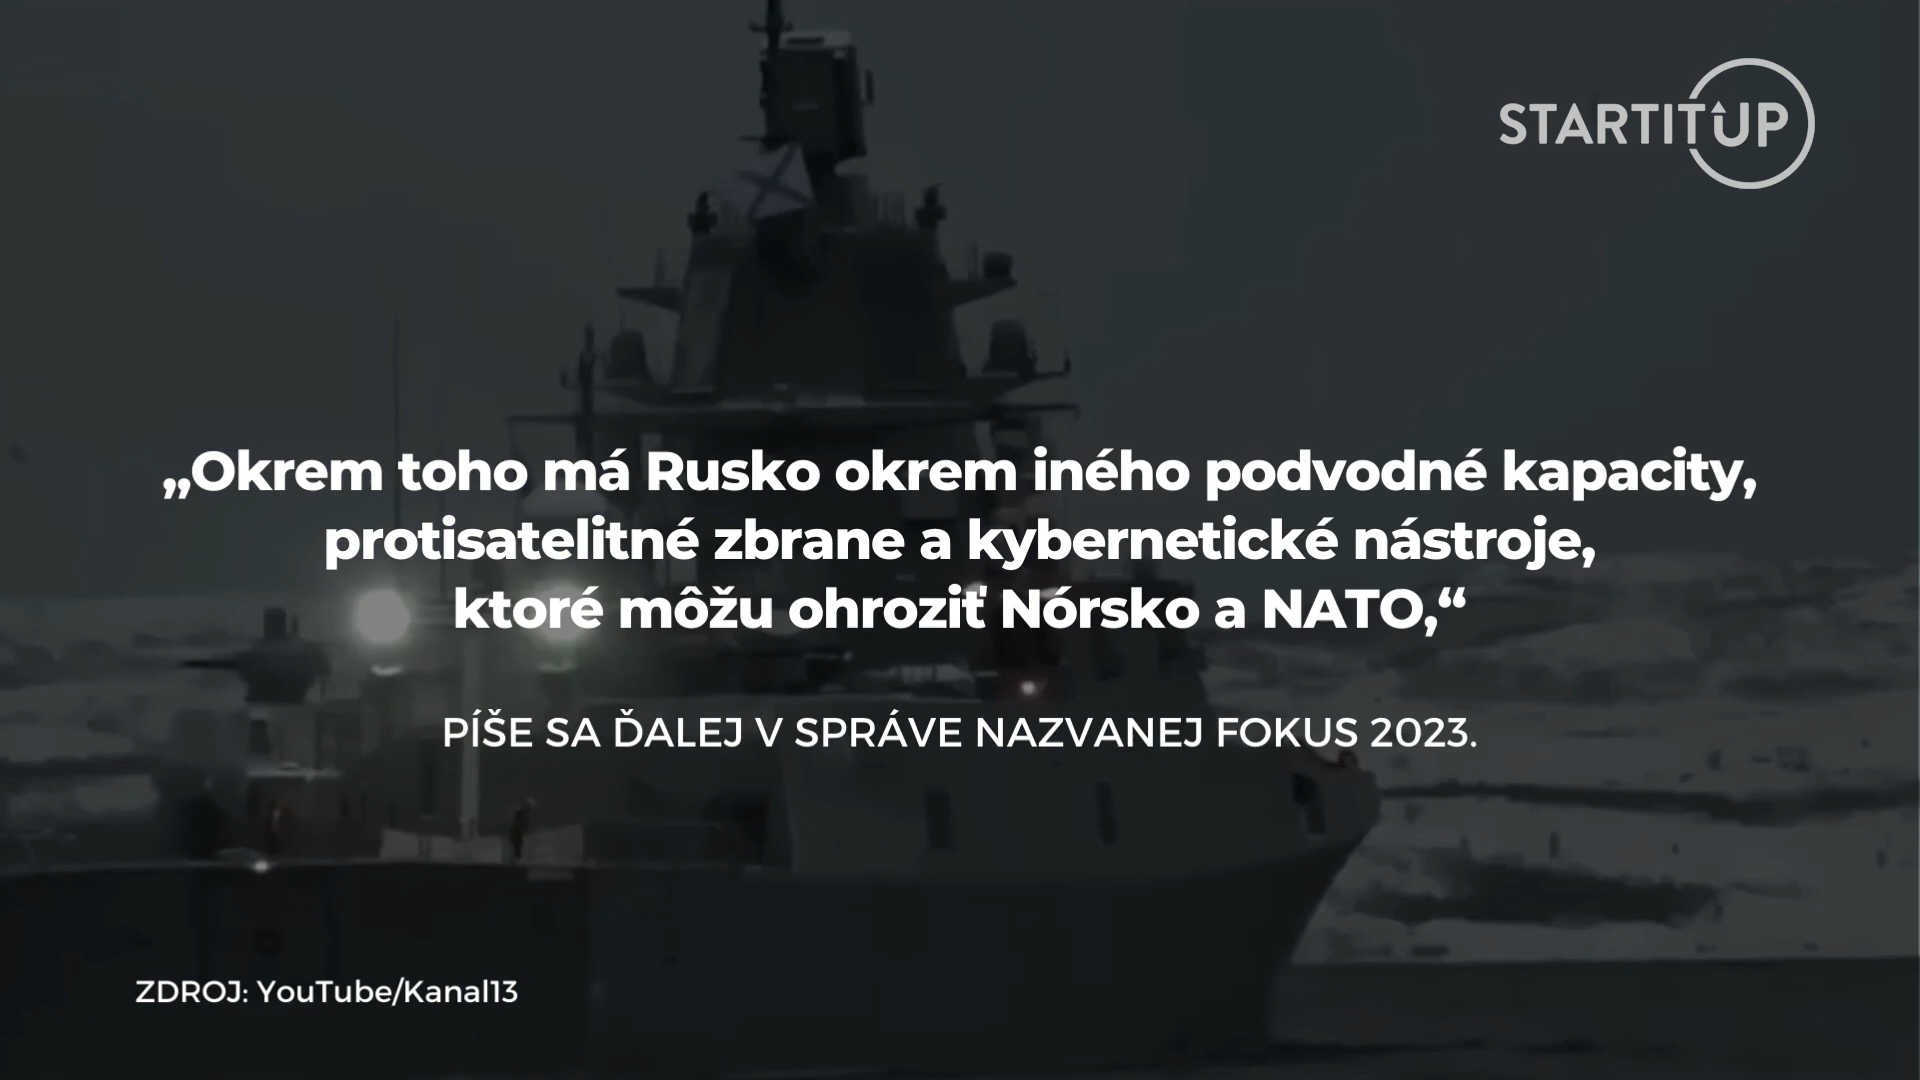 STARTITUP
„Okrem toho má Rusko okrem iného podvodné kapacity,
protisatelitné zbrane a kybernetické nástroje,
ktoré môžu ohroziť Nórsko a NATO,“
PÍŠE SA ĎALEJ V SPRÁVE NAZVANEJ FOKUS 2023.
ZDROJ: YouTube/Kanal13